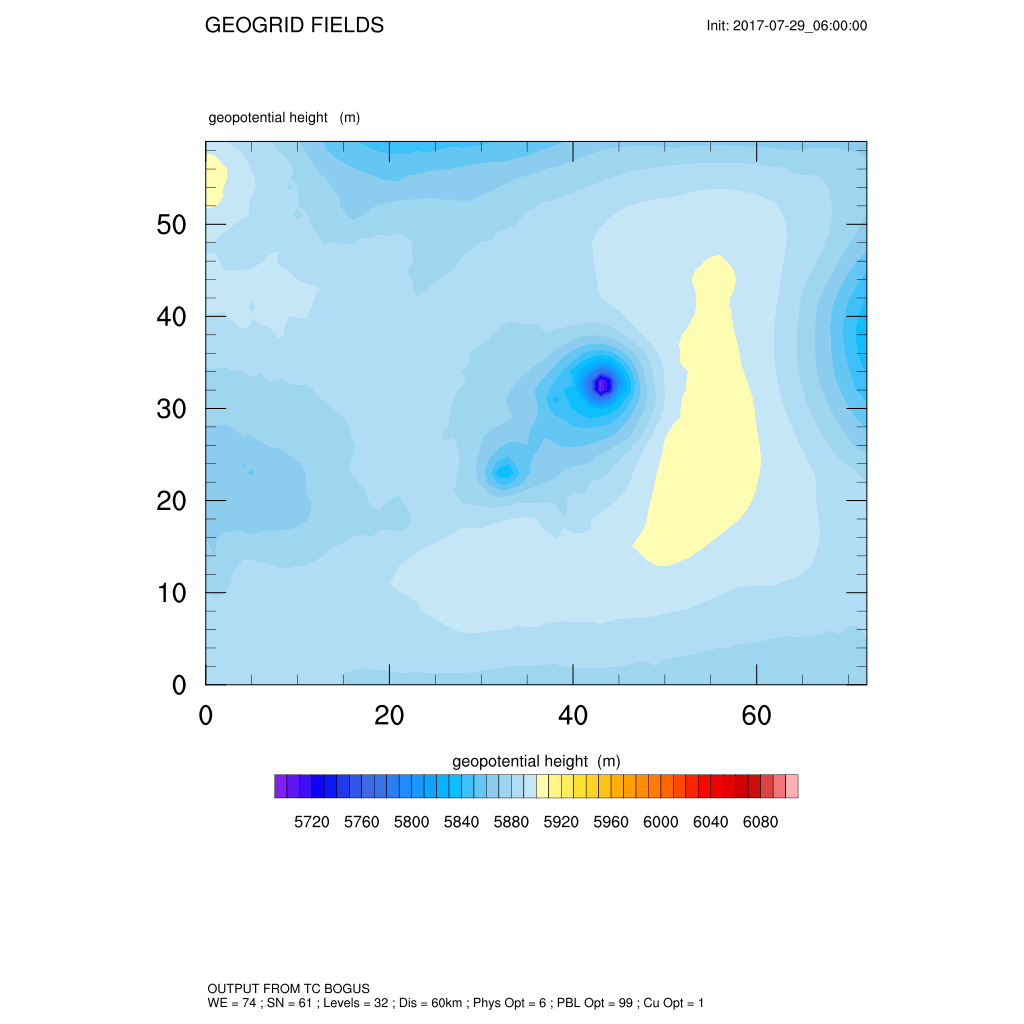 GEOGRID FIELDS
Init: 2017-07-29_06:00:00
geopotential height (m)
50
40
30
20
10
0
0 20 40 60
geopotential height (m)
5720 5760 5800 5840 5880 5920 5960 6000 6040 6080
OUTPUT FROM TC BOGUS
WE = 74 ; SN = 61 ; Levels = 32 ; Dis = 60km ; Phys Opt = 6 ; PBL Opt = 99 ; Cu Opt = 1